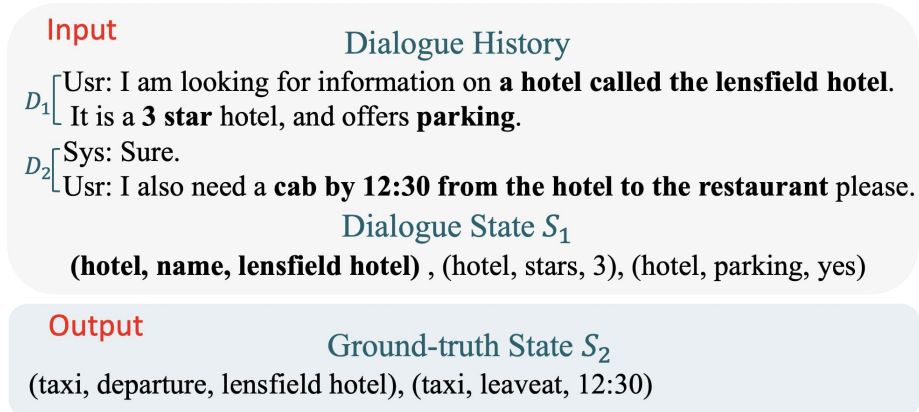 Input
Dialogue History
D1 Usr: I am looking for information on a hotel called the lensfield hotel.
It is a 3 star hotel, and offers parking.
D2 Sys: Sure.
Usr: I also need a cab by 12:30 from the hotel to the restaurant please.
Dialogue State S1
(hotel, name, lensfield hotel) , (hotel, stars, 3), (hotel, parking, yes)
Output
Ground-truth State S2
(taxi, departure, lensfield hotel), (taxi, leaveat, 12:30)